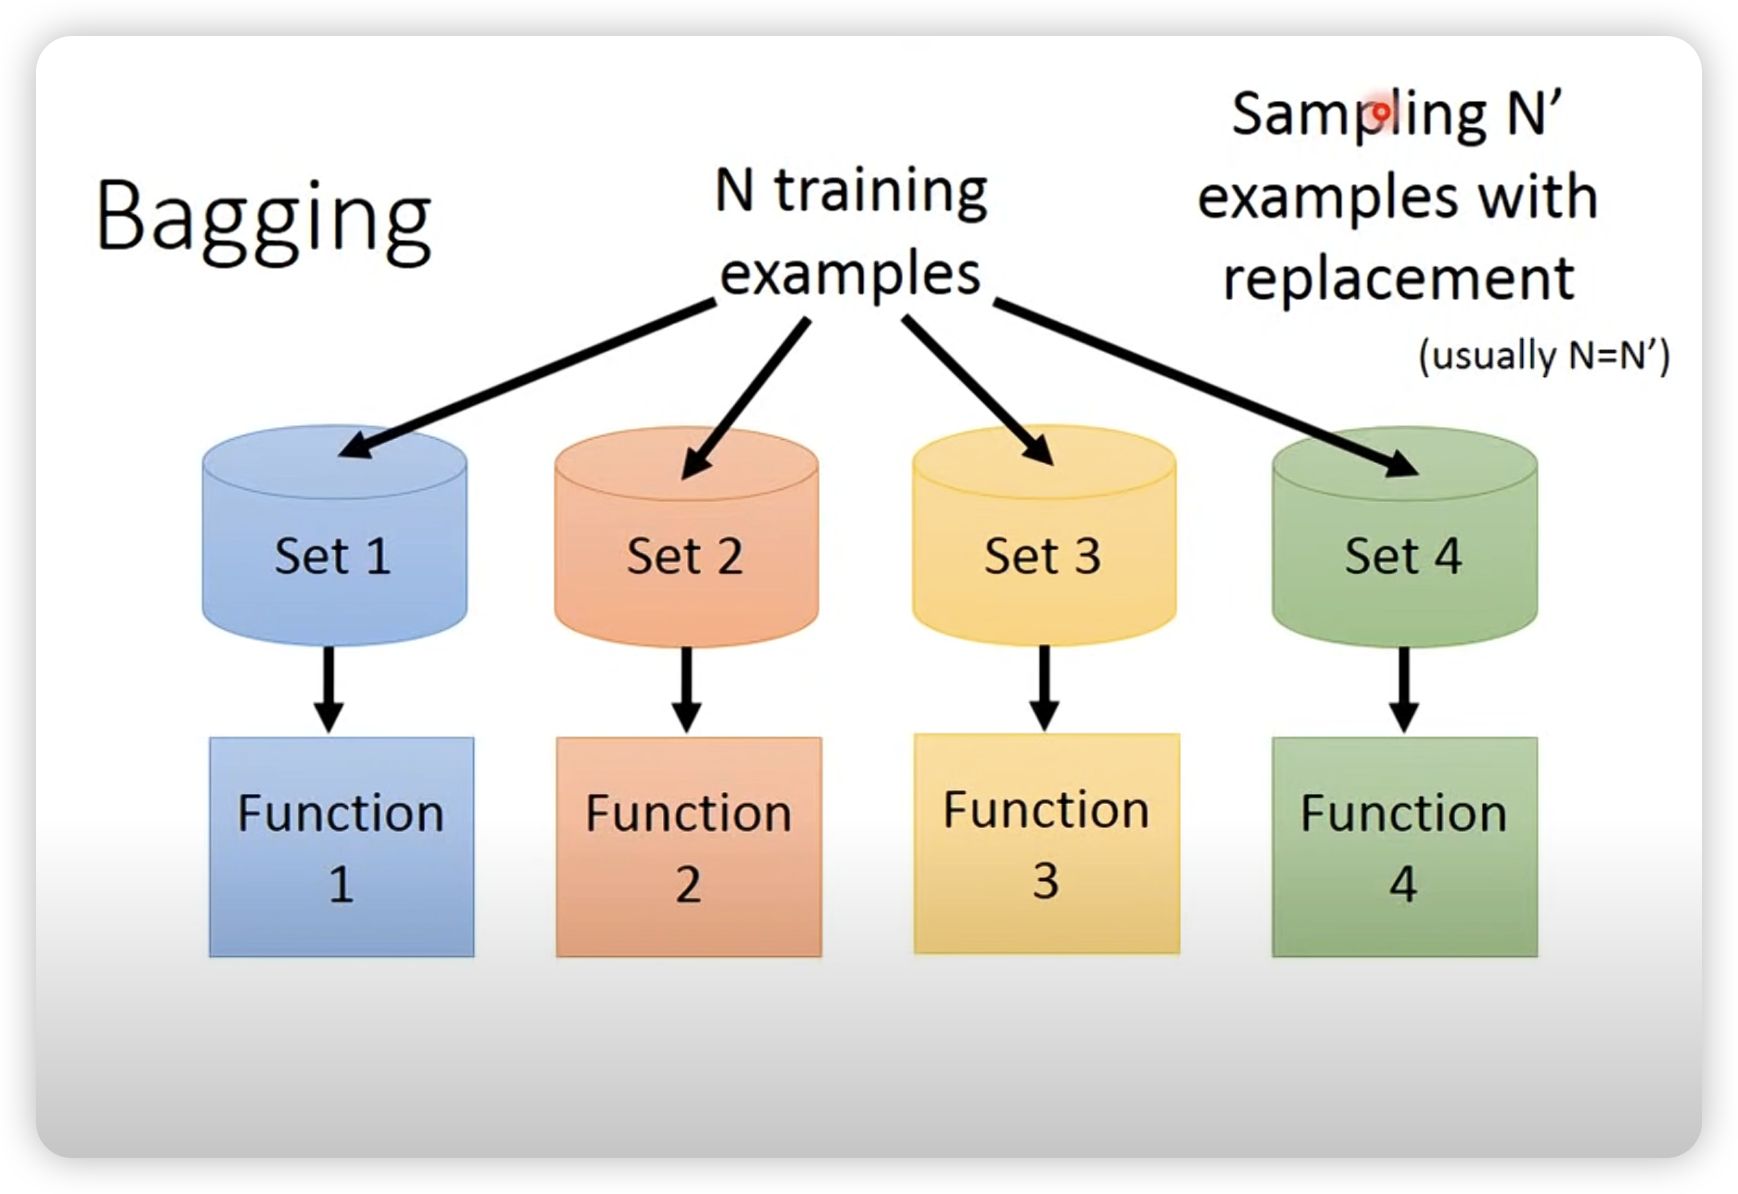 Bagging
N training
examples
Sampling N’
examples with
replacement
(usually N=N’)
Set 1
Set 2
Set 3
Set 4
Function
1
Function
2
Function
3
Function
4